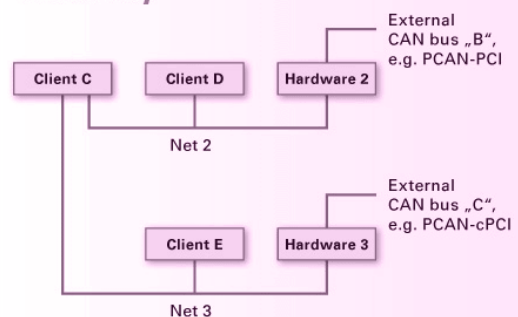 External
CAN bus „B“,
e.g. PCAN-PCI
Client C
Client D
Hardware 2
Net 2
External
CAN bus „C“,
e.g. PCAN-cPCI
Client E
Hardware 3
Net 3